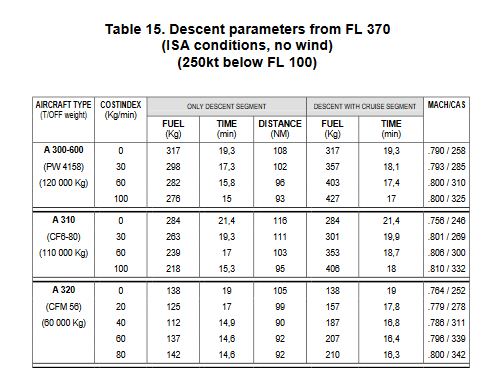 Table 15. Descent parameters from FL 370
(ISA conditions, no wind)
(250kt below FL 100)
AIRCRAFT TYPE COSTINDEX ONLY DESCENT SEGMENT DESCENT WITH CRUISE SEGMENT MACH/CAS
(T/OFF weight) (Kg/min)
FUEL TIME DISTANCE FUEL TIME
(Kg) (min) (NM) (Kg) (min)
A 300-600 0 317 19,3 108 317 19,3 .790 / 258
(PW 4158) 30 298 17,3 102 357 18,1 .793 / 285
(120 000 Kg) 60 282 15,8 96 403 17,4 .800 / 310
100 276 15 93 427 17 .800 / 325
A 310 0 284 21,4 116 284 21,4 .756 / 246
(CF6-80) 30 263 19,3 111 301 19,9 .801 / 269
(110 000 Kg) 60 239 17 103 353 18,7 .806 / 300
100 218 15,3 95 406 18 .810 / 332
A 320 0 138 19 105 138 19 .764 / 252
(CFM 56) 20 125 17 99 157 17,8 .779 / 278
(60 000 Kg) 40 112 14,9 90 187 16,8 .786 / 311
60 137 14,6 92 207 16,4 .796 / 339
80 142 14,6 92 210 16,3 .800 / 342